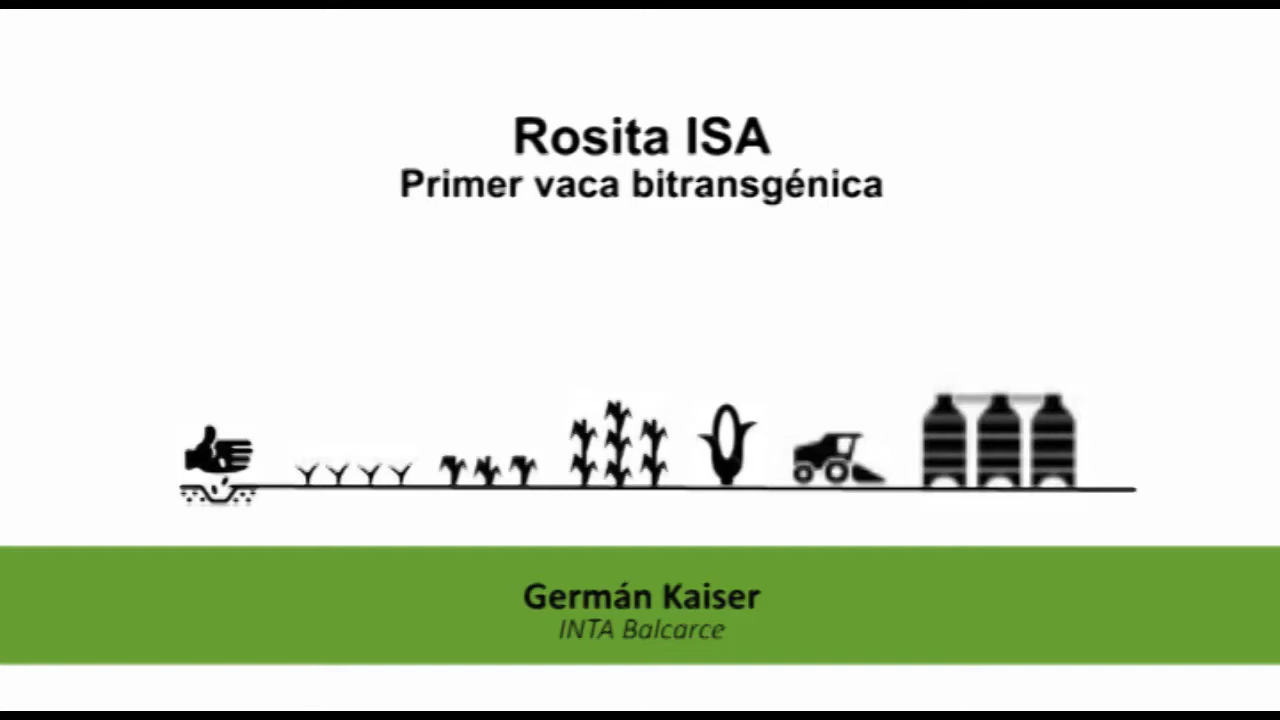 Rosita ISA
Primer vaca bitransgénica
Germán Kaiser
INTA Balcarce